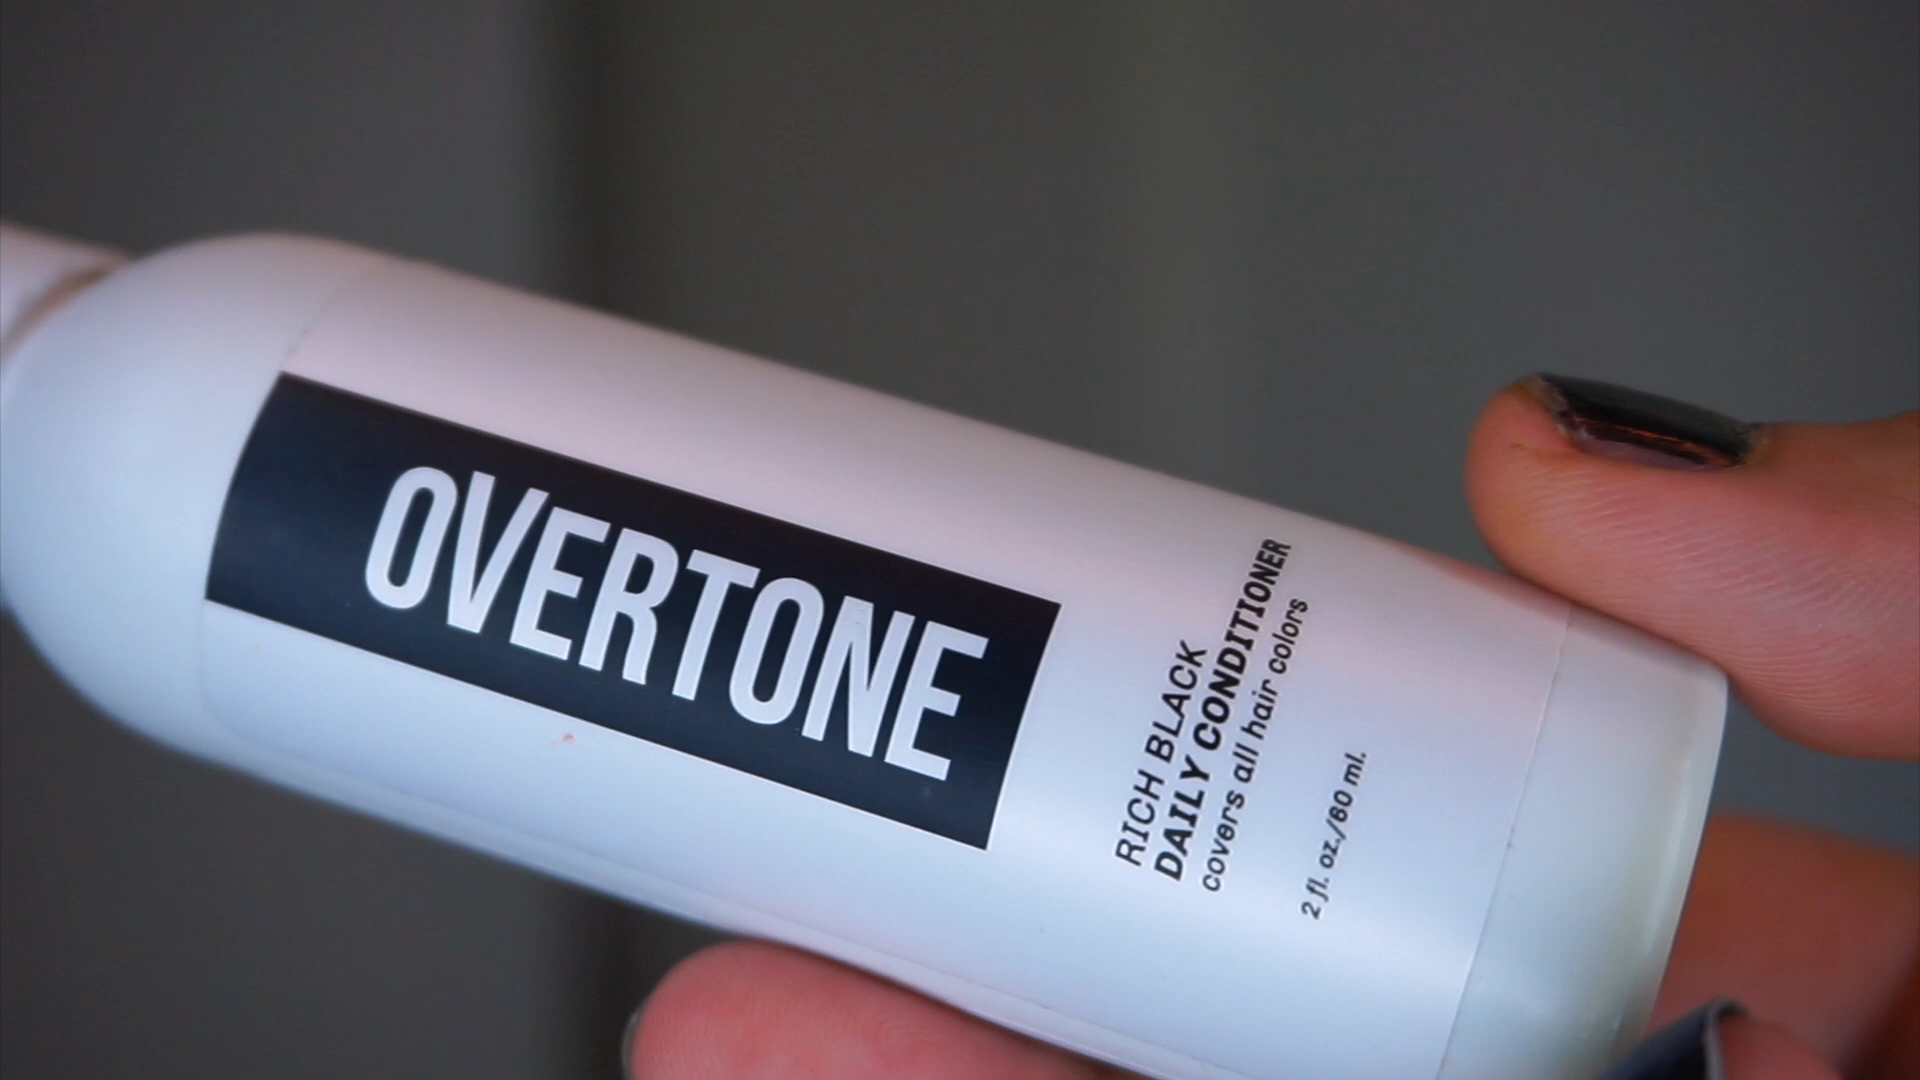 OVERTONE
RICH BLACK
DAILY CONDITIONER
covers all hair colors
2 fl. oz./60 ml.